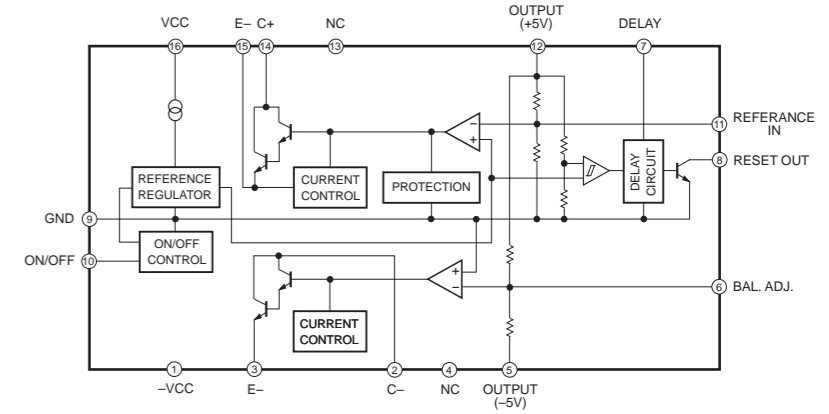 OUTPUT
(+5V)
VCC
E– C+
NC
DELAY
16
15
14
13
12
7
REFERANCE
IN
11
RESET OUT
8
–
+
REFERENCE
REGULATOR
CURRENT
CONTROL
PROTECTION
DELAY
CIRCUIT
GND
9
ON/OFF
CONTROL
ON/OFF
10
+
–
6
BAL. ADJ.
CURRENT
CONTROL
1
3
2
4
5
–VCC
E–
C–
NC
OUTPUT
(–5V)